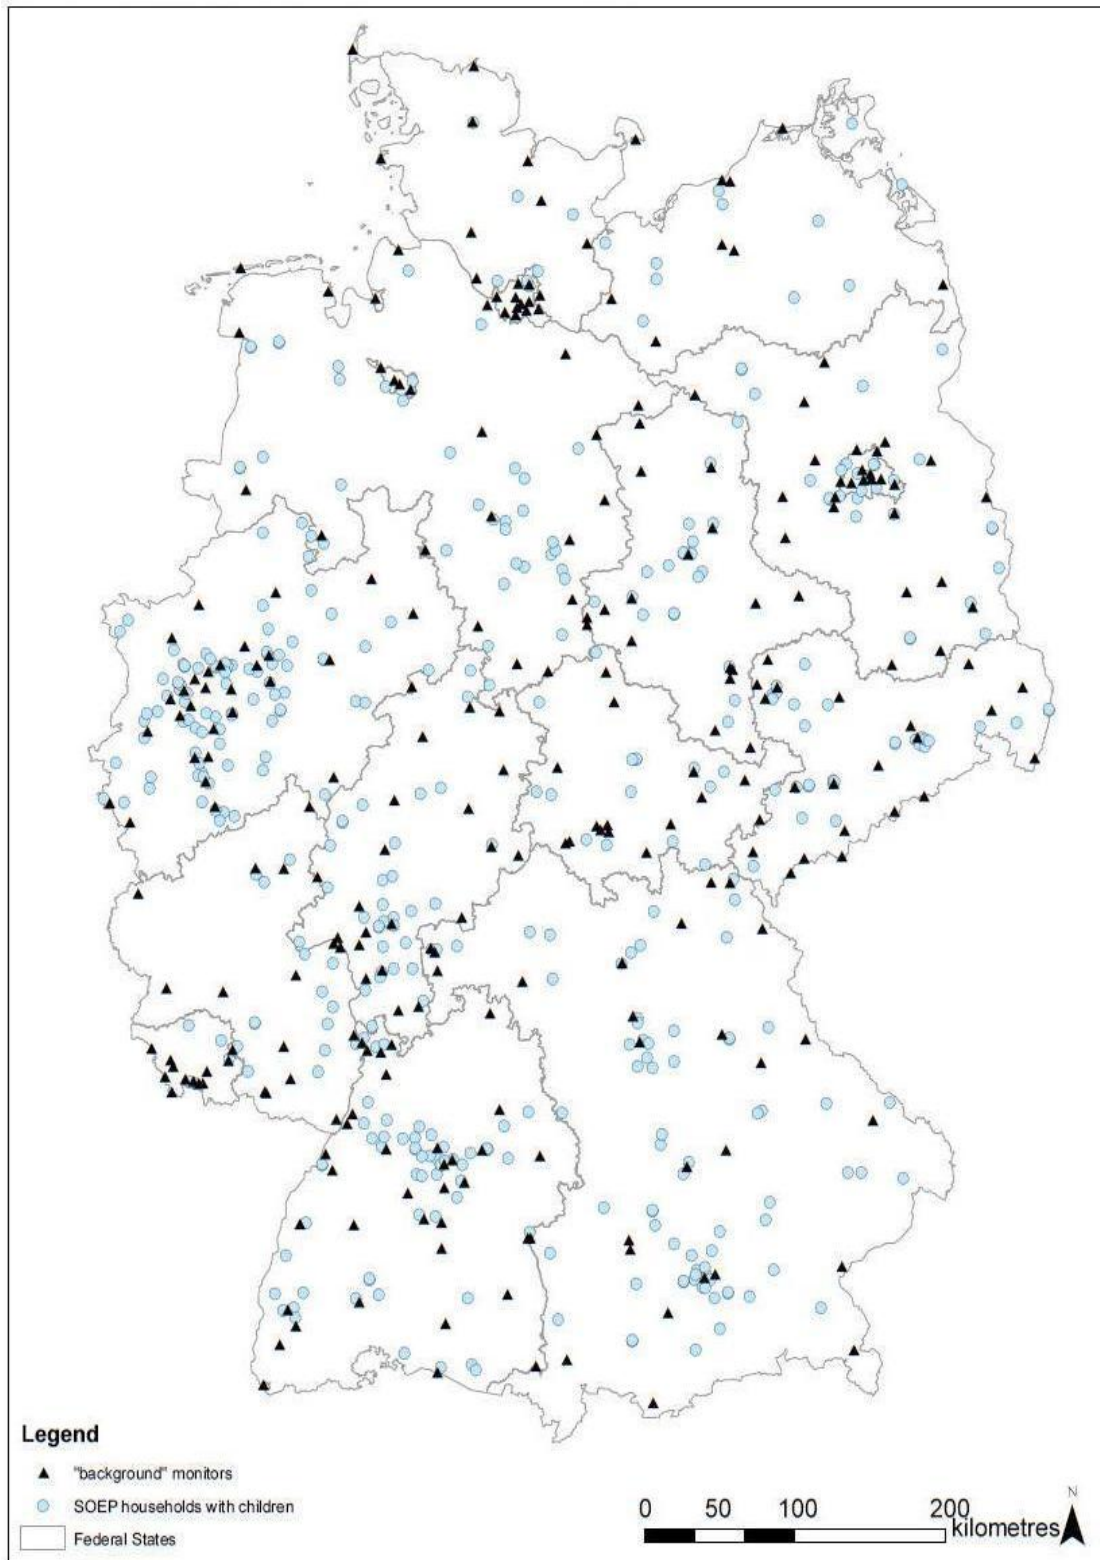 Legend
"background" monitors
SOEP households with children
Federal States
0 50 100 200
kilometres
N